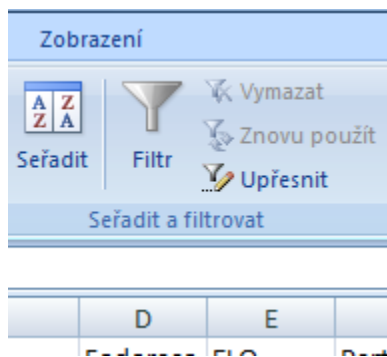 Zobrazení
A Z
Z A
Seřadit
Filtr
Vymazat
Znovu použít
Upřesnit
Seřadit a filtrovat
D E